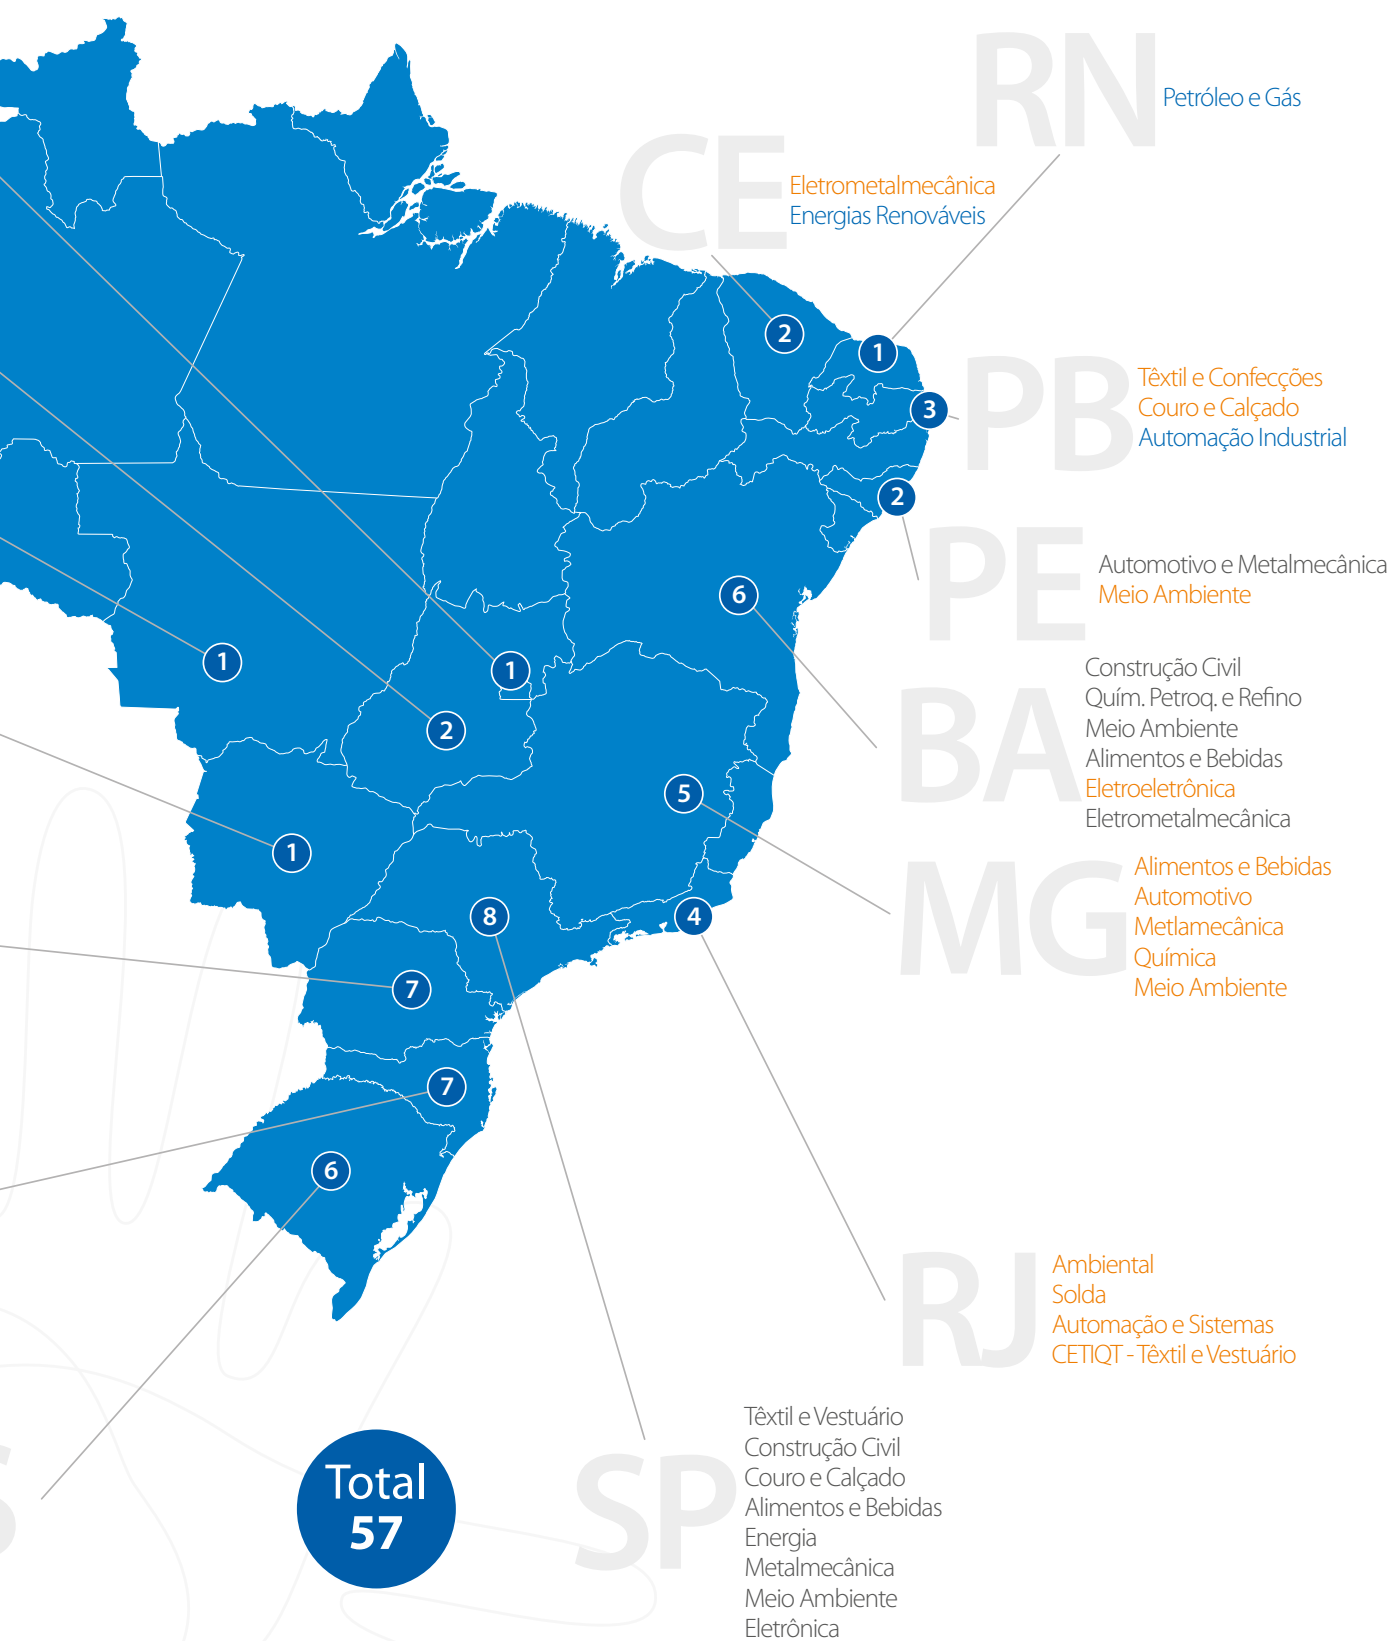 RN
Petróleo e Gás
CE
Eletrometalmecânica
Energias Renováveis
2
1
PB
Têxtil e Confecções
Couro e Calçado
Automação Industrial
3
2
PE
Automotivo e Metalmecânica
Meio Ambiente
6
1
1
2
BA
Construção Civil
Quím. Petroq. e Refino
Meio Ambiente
Alimentos e Bebidas
Eletroeletrônica
Eletrometalmecânica
5
1
MG
Alimentos e Bebidas
Automotivo
Metlamecânica
Química
Meio Ambiente
8
4
7
7
6
RJ
Ambiental
Solda
Automação e Sistemas
CETIQT - Têxtil e Vestuário
S
Total
57
SP
Têxtil e Vestuário
Construção Civil
Couro e Calçado
Alimentos e Bebidas
Energia
Metalmecânica
Meio Ambiente
Eletrônica